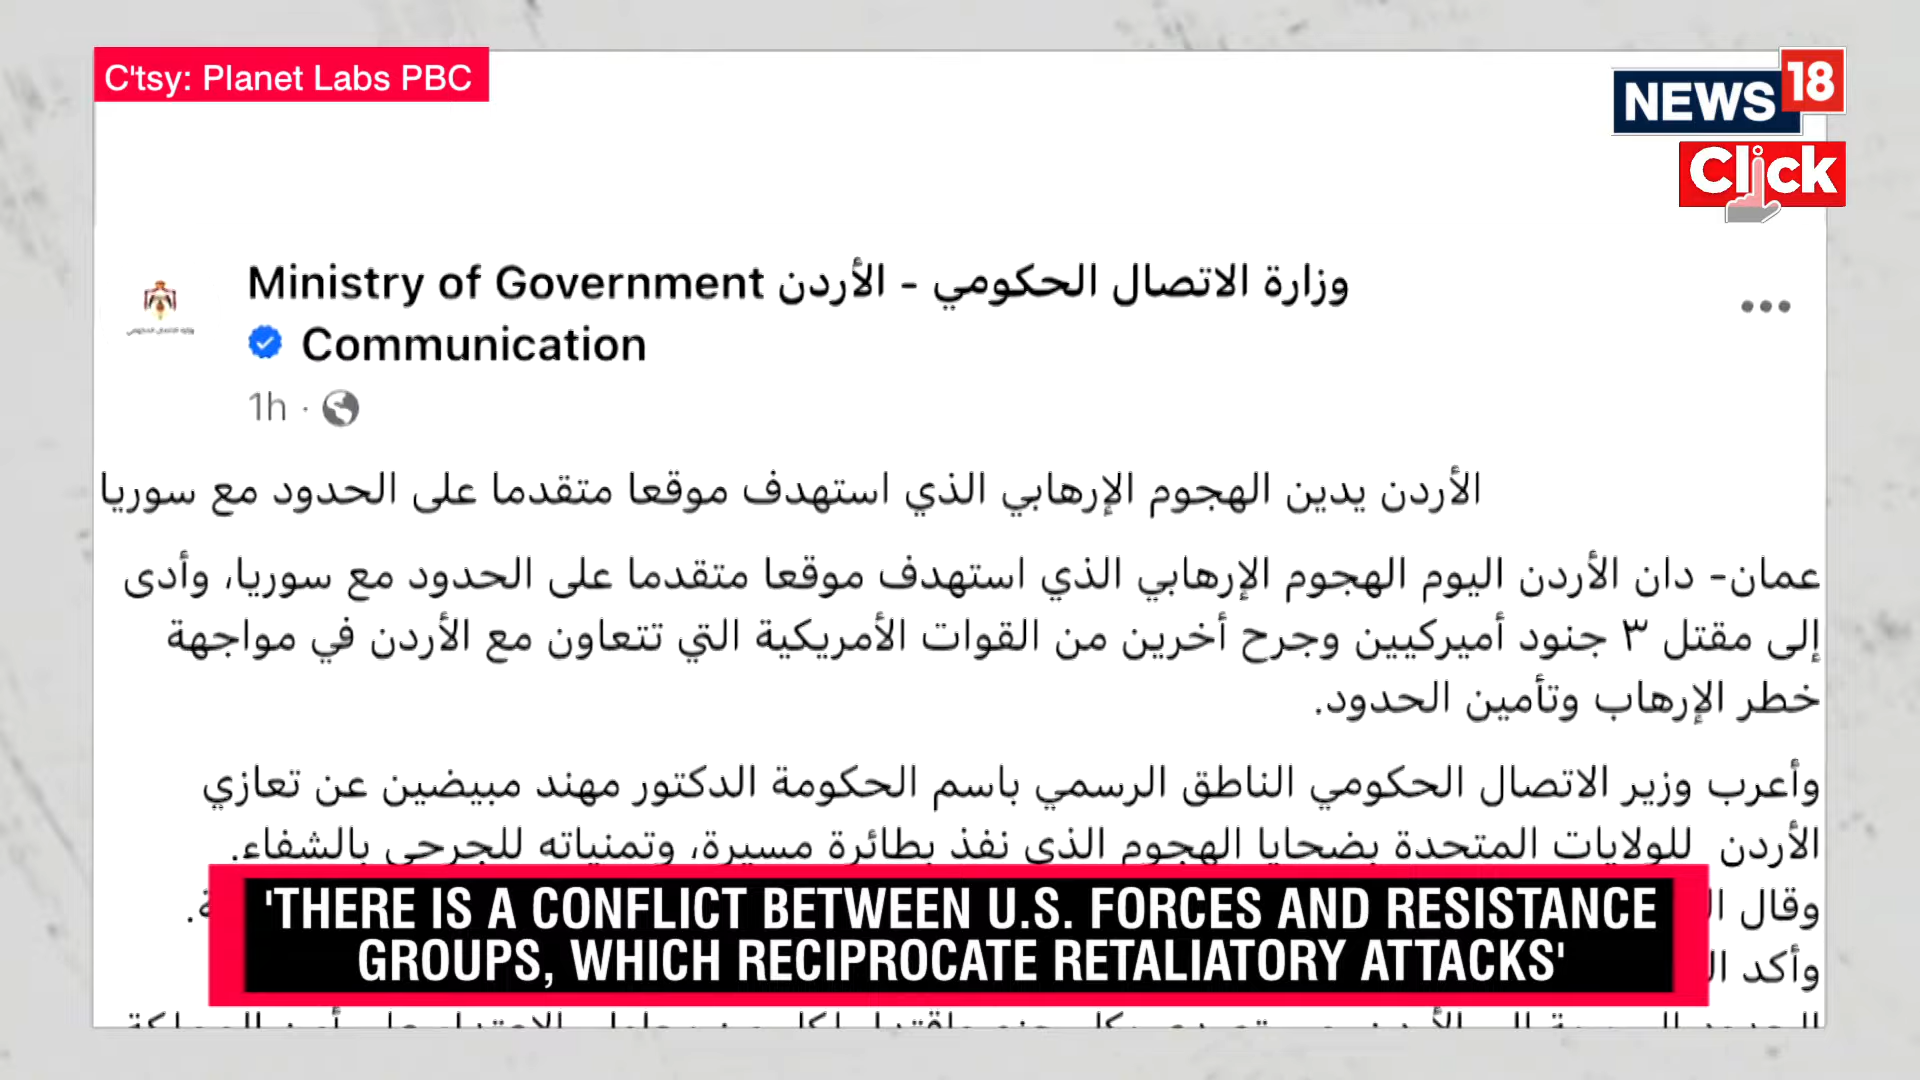 C'tsy: Planet Labs PBC
NEWS 18
Click
Ministry of Government وزارة الاتصال الحكومي - الأردن
Communication
1h
الأردن يدين الهجوم الإرهابي الذي استهدف موقعا متقدما على الحدود مع سوريا
عمان- دان الأردن اليوم الهجوم الإرهابي الذي استهدف موقعا متقدما على الحدود مع سوريا، وأدى
إلى مقتل ٣ جنود أميركيين وجرح أخرين من القوات الأمريكية التي تتعاون مع الأردن في مواجهة
خطر الإرهاب وتأمين الحدود.
وأعرب وزير الاتصال الحكومي الناطق الرسمي باسم الحكومة الدكتور مهند مبيضين عن تعازي
الأردن للولايات المتحدة بضحايا الهجوم الذي نفذ بطائرة مسيرة، وتمنياته للجرحى بالشفاء.
وقال
وأكد
'THERE IS A CONFLICT BETWEEN U.S. FORCES AND RESISTANCE
GROUPS, WHICH RECIPROCATE RETALIATORY ATTACKS'